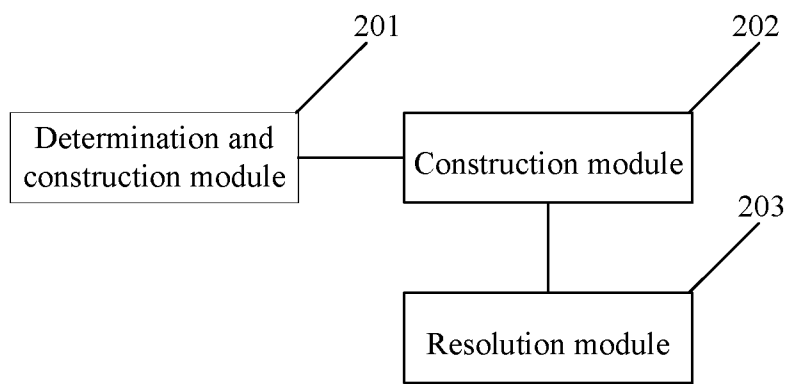 201
202
Determination and
construction module
Construction module
203
Resolution module